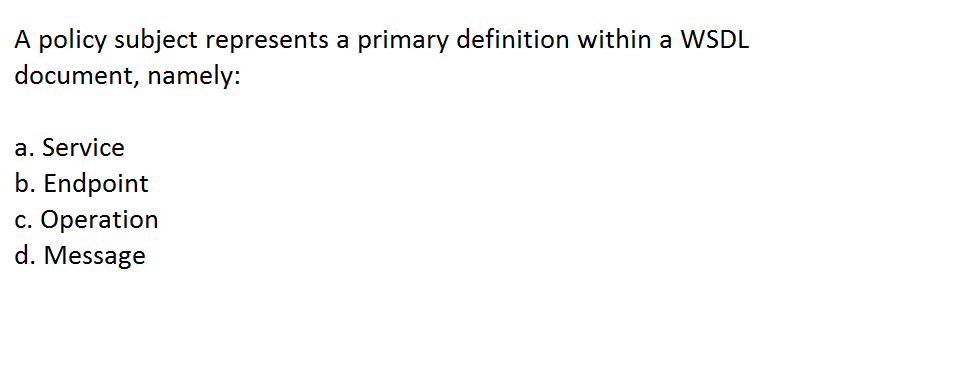 A policy subject represents a primary definition within a WSDL
document, namely:
a. Service
b. Endpoint
c. Operation
d. Message